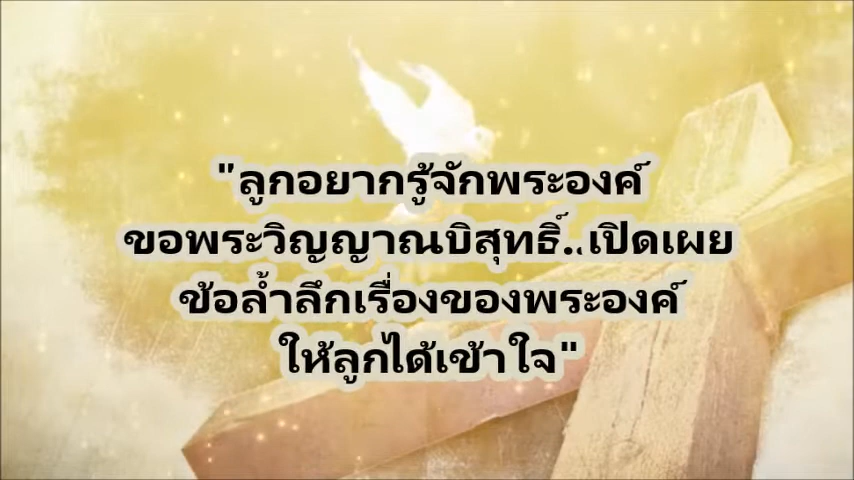 "ลูกอยากรู้จักพระองค์
ขอพระวิญญาณบริสุทธิ์..เปิดเผย
ข้อล้ำลึกเรื่องของพระองค์
ให้ลูกได้เข้าใจ"